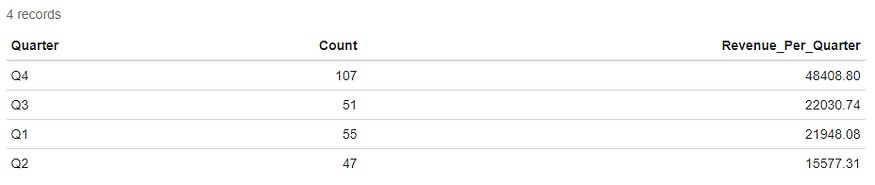 4 records
Quarter Count Revenue_Per_Quarter
Q4 107 48408.80
Q3 51 22030.74
Q1 55 21948.08
Q2 47 15577.31